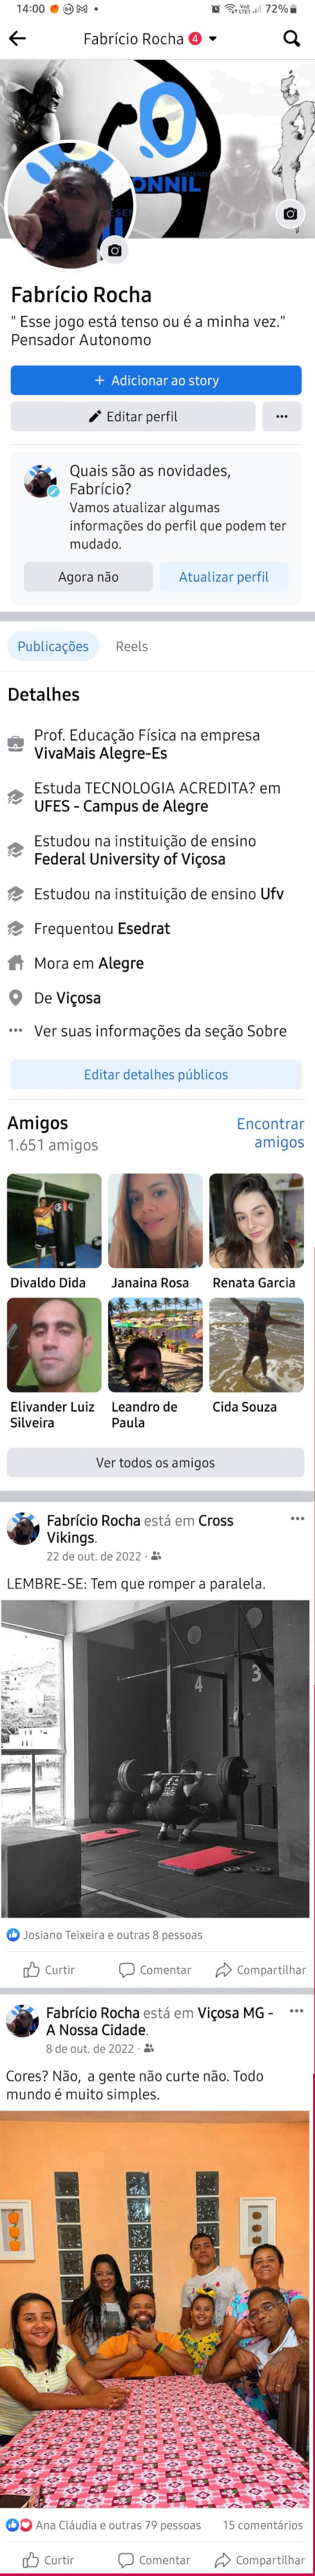 14:00
72%
Fabrício Rocha 4
ONNIL
Fabrício Rocha
" Esse jogo está tenso ou é a minha vez."
Pensador Autonomo
+ Adicionar ao story
Editar perfil
Quais são as novidades,
Fabrício?
Vamos atualizar algumas
informações do perfil que podem ter
mudado.
Agora não
Atualizar perfil
Publicações
Reels
Detalhes
Prof. Educação Física na empresa
VivaMais Alegre-Es
Estuda TECNOLOGIA ACREDITA? em
UFES - Campus de Alegre
Estudou na instituição de ensino
Federal University of Viçosa
Estudou na instituição de ensino Ufv
Frequentou Esedrat
Mora em Alegre
De Viçosa
Ver suas informações da seção Sobre
Editar detalhes públicos
Amigos
1.651 amigos
Encontrar
amigos
Divaldo Dida
Janaina Rosa
Renata Garcia
Elivander Luiz
Silveira
Leandro de
Paula
Cida Souza
Ver todos os amigos
Fabrício Rocha está em Cross
Vikings.
22 de out. de 2022 ·
LEMBRE-SE: Tem que romper a paralela.
4
3
Josiano Teixeira e outras 8 pessoas
Curtir
Comentar
Compartilhar
Fabrício Rocha está em Viçosa MG -
A Nossa Cidade.
8 de out. de 2022 ·
Cores? Não, a gente não curte não. Todo
mundo é muito simples.
Ana Cláudia e outras 79 pessoas
15 comentários
Curtir
Comentar
Compartilhar